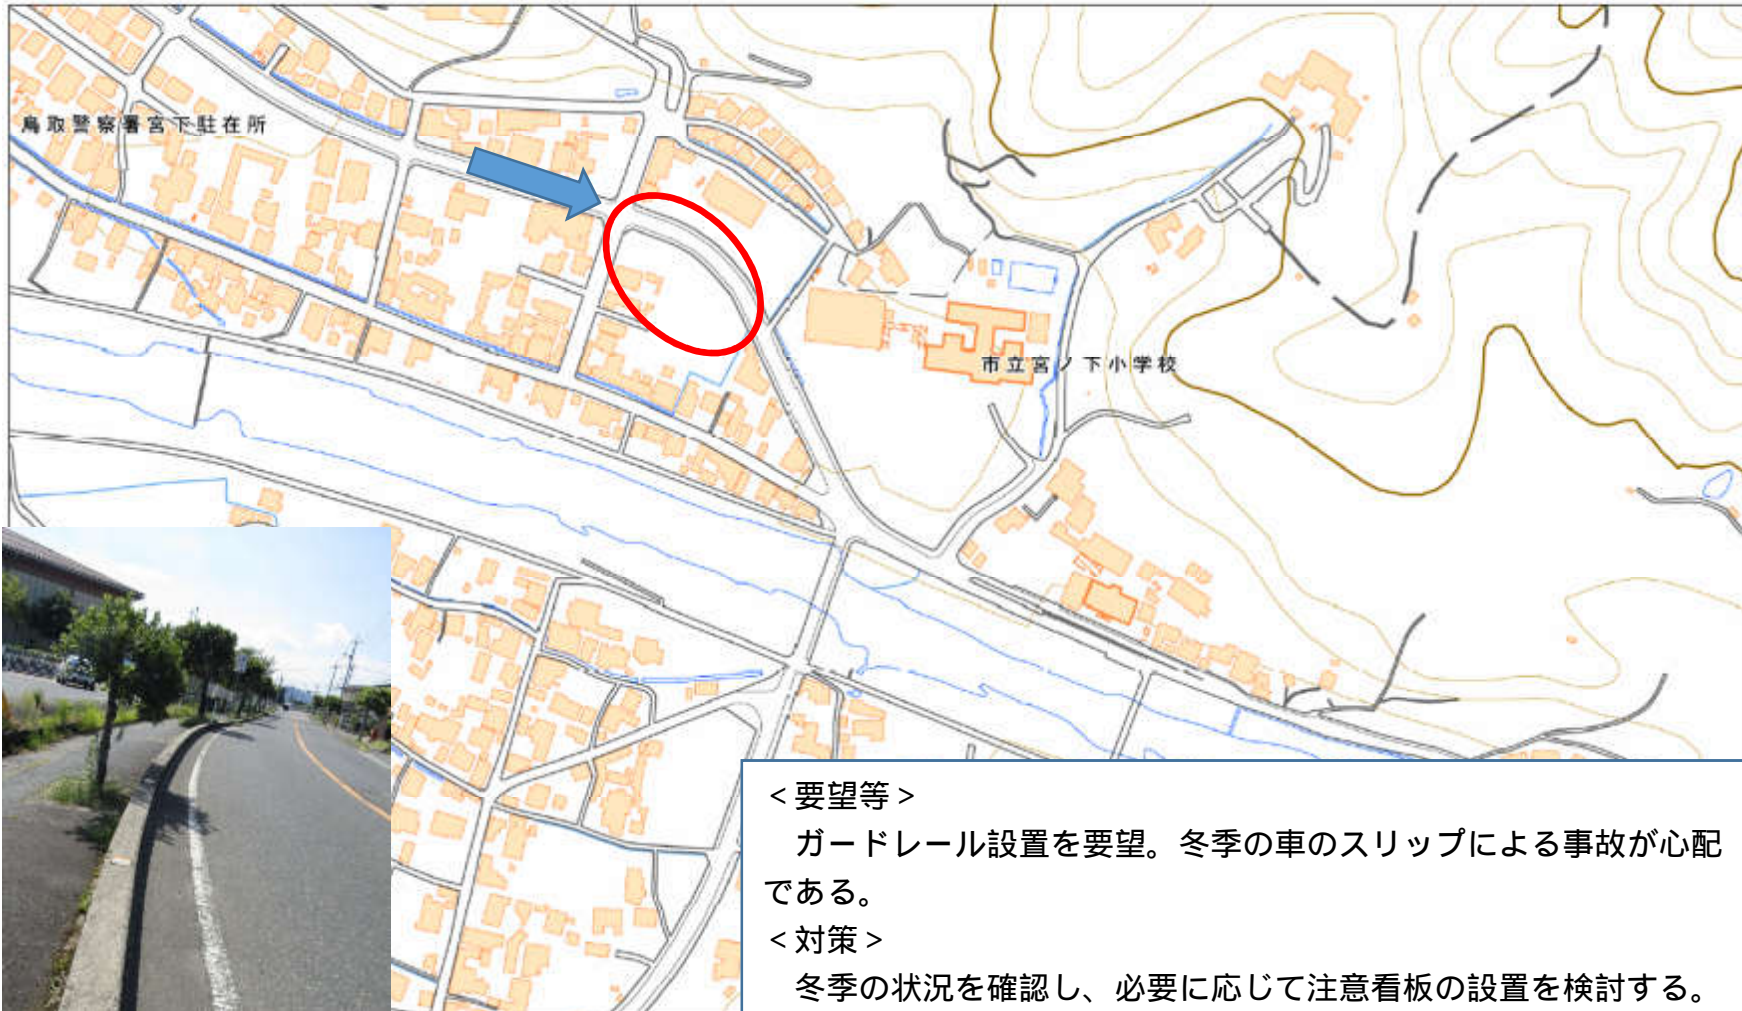 鳥取警察署宮下駐在所
市立宮ノ下小学校
<要望等>
　ガードレール設置を要望。冬季の車のスリップによる事故が心配
である。
<対策>
　冬季の状況を確認し、必要に応じて注意看板の設置を検討する。